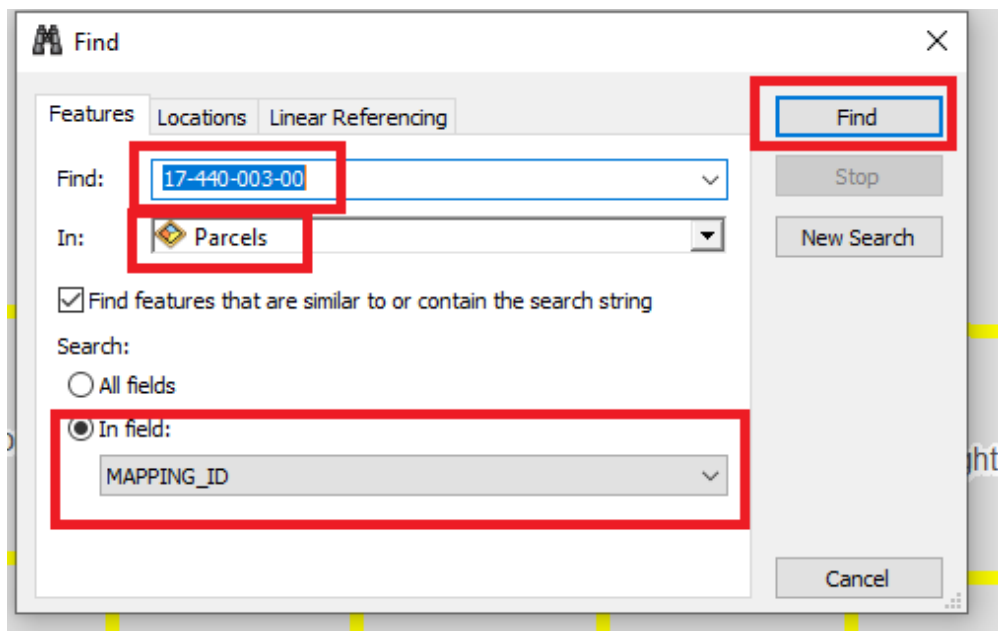 Find
Features Locations Linear Referencing
Find
Find: 17-440-003-00
Stop
In: Parcels
New Search
Find features that are similar to or contain the search string
Search:
All fields
In field:
MAPPING_ID
Cancel